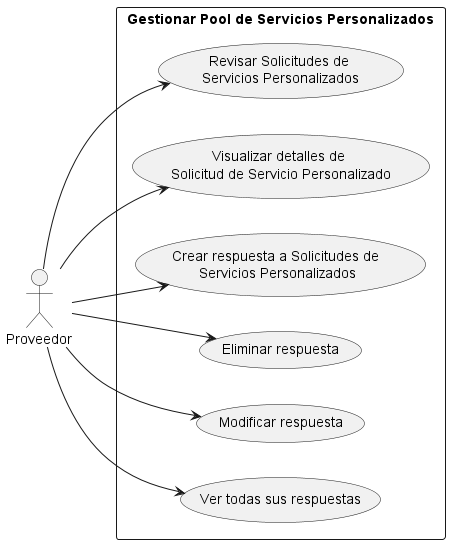 Gestionar Pool de Servicios Personalizados
Revisar Solicitudes de
Servicios Personalizados
Visualizar detalles de
Solicitud de Servicio Personalizado
Crear respuesta a Solicitudes de
Servicios Personalizados
Proveedor
Eliminar respuesta
Modificar respuesta
Ver todas sus respuestas